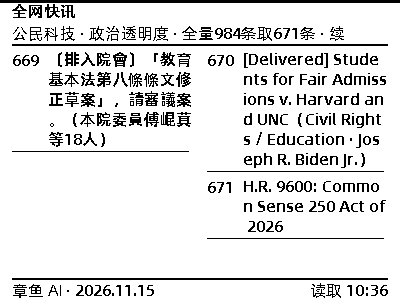 全网快讯
公民科技 · 政治透明度 · 全量984条取671条 · 续
669 〔排入院會〕「教育
基本法第八條條文修
正草案」，請審議案
。（本院委員傅崐萁
等18人）
670 [Delivered] Stude
nts for Fair Admiss
ions v. Harvard an
d UNC（Civil Right
s / Education · Jos
eph R. Biden Jr.）
671 H.R. 9600: Commo
n Sense 250 Act of
2026
章鱼 AI · 2026.11.15
读取 10:36